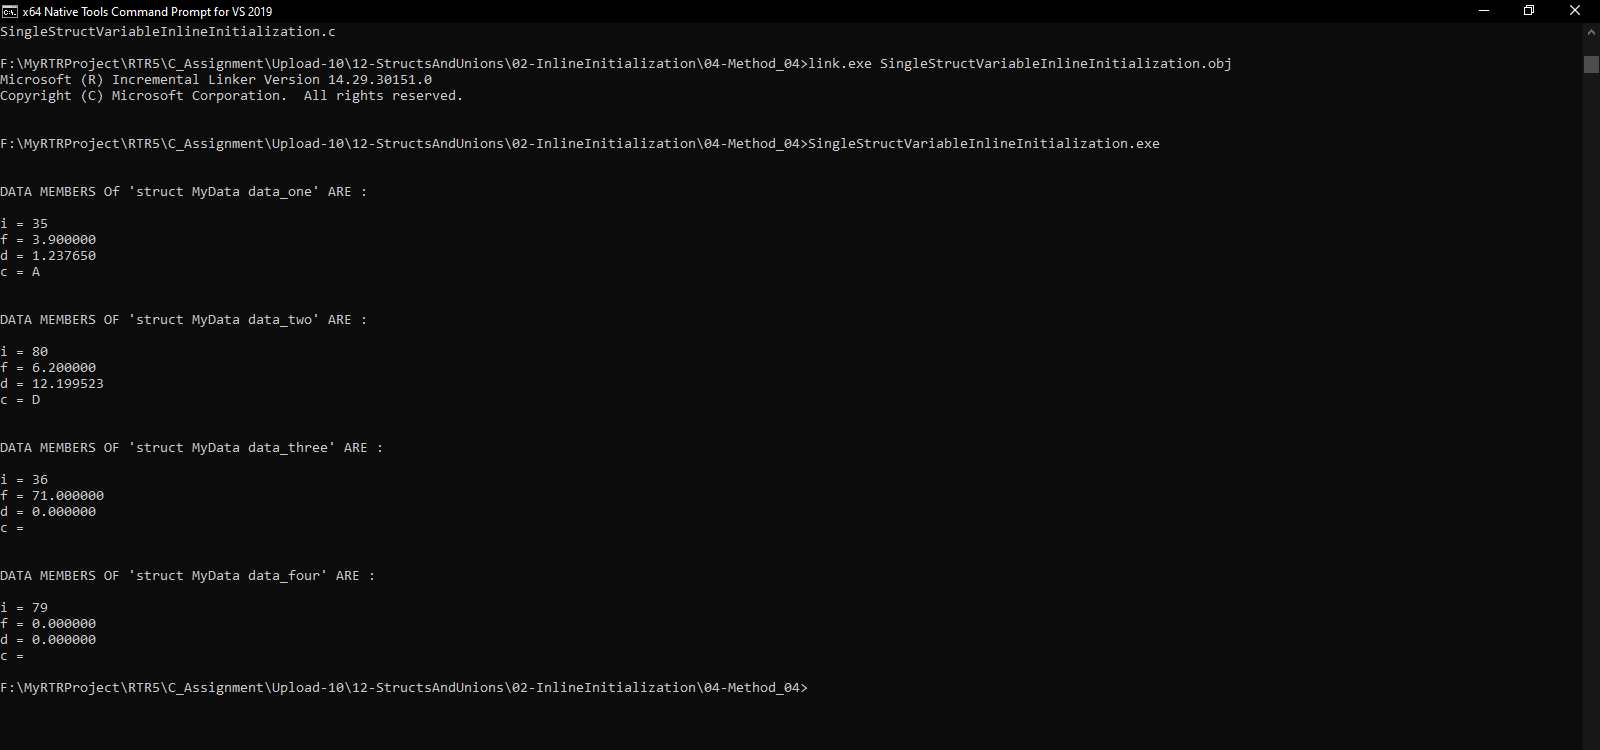 x64 Native Tools Command Prompt for VS 2019
SingleStructVariableInlineInitialization.c
F:\MyRTRProject\RTR5\C_Assignment\Upload-10\12-StructsAndUnions\02-InlineInitialization\04-Method_04>link.exe SingleStructVariableInlineInitialization.obj
Microsoft (R) Incremental Linker Version 14.29.30151.0
Copyright (C) Microsoft Corporation.  All rights reserved.
F:\MyRTRProject\RTR5\C_Assignment\Upload-10\12-StructsAndUnions\02-InlineInitialization\04-Method_04>SingleStructVariableInlineInitialization.exe
DATA MEMBERS Of 'struct MyData data_one' ARE :
i = 35
f = 3.900000
d = 1.237650
c = A
DATA MEMBERS OF 'struct MyData data_two' ARE :
i = 80
f = 6.200000
d = 12.199523
c = D
DATA MEMBERS OF 'struct MyData data_three' ARE :
i = 36
f = 71.000000
d = 0.000000
c =
DATA MEMBERS OF 'struct MyData data_four' ARE :
i = 79
f = 0.000000
d = 0.000000
c =
F:\MyRTRProject\RTR5\C_Assignment\Upload-10\12-StructsAndUnions\02-InlineInitialization\04-Method_04>